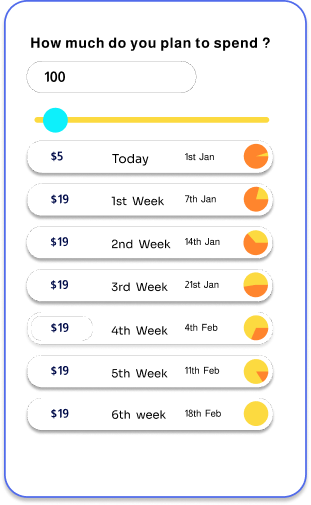 How much do you plan to spend ?
100
$5 Today 1st Jan
$19 1st Week 7th Jan
$19 2nd Week 14th Jan
$19 3rd Week 21st Jan
$19 4th Week 4th Feb
$19 5th Week 11th Feb
$19 6th week 18th Feb